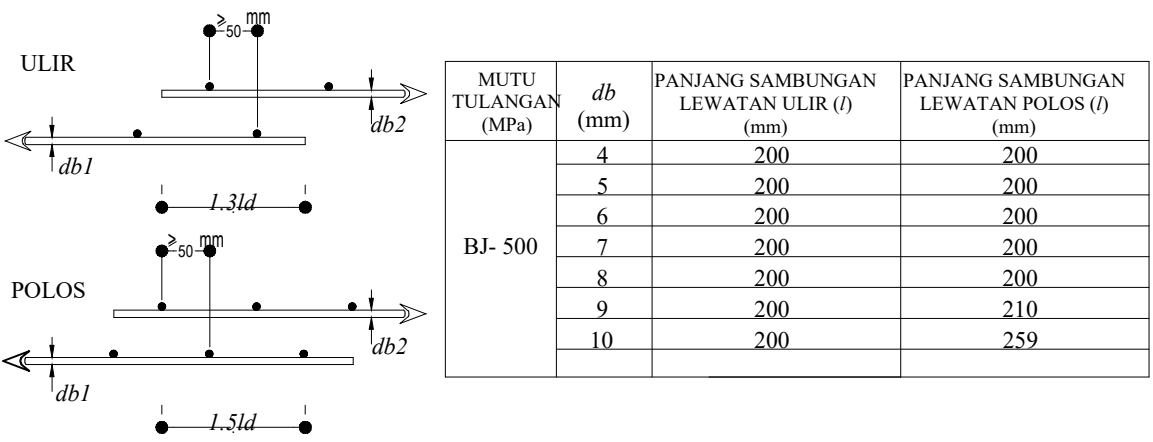 ULIR
≥50 mm
db2
db1
1.3ld
POLOS
≥50 mm
db2
db1
1.5ld
MUTU TULANGAN (MPa) db (mm) PANJANG SAMBUNGAN LEWATAN ULIR (l) (mm) PANJANG SAMBUNGAN LEWATAN POLOS (l) (mm)
BJ- 500
4 200 200
5 200 200
6 200 200
7 200 200
8 200 200
9 200 210
10 200 259